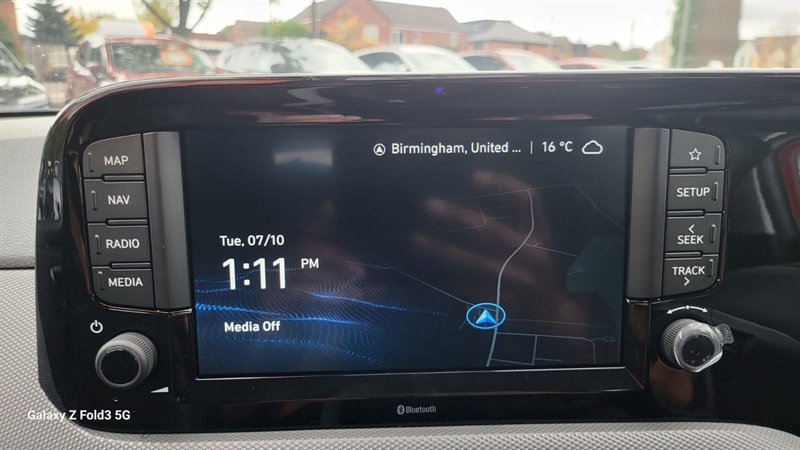 Birmingham, United ... | 16 °C
MAP
NAV
RADIO
MEDIA
Tue, 07/10
1:11 PM
Media Off
SETUP
< SEEK
TRACK >
Bluetooth
Galaxy Z Fold3 5G